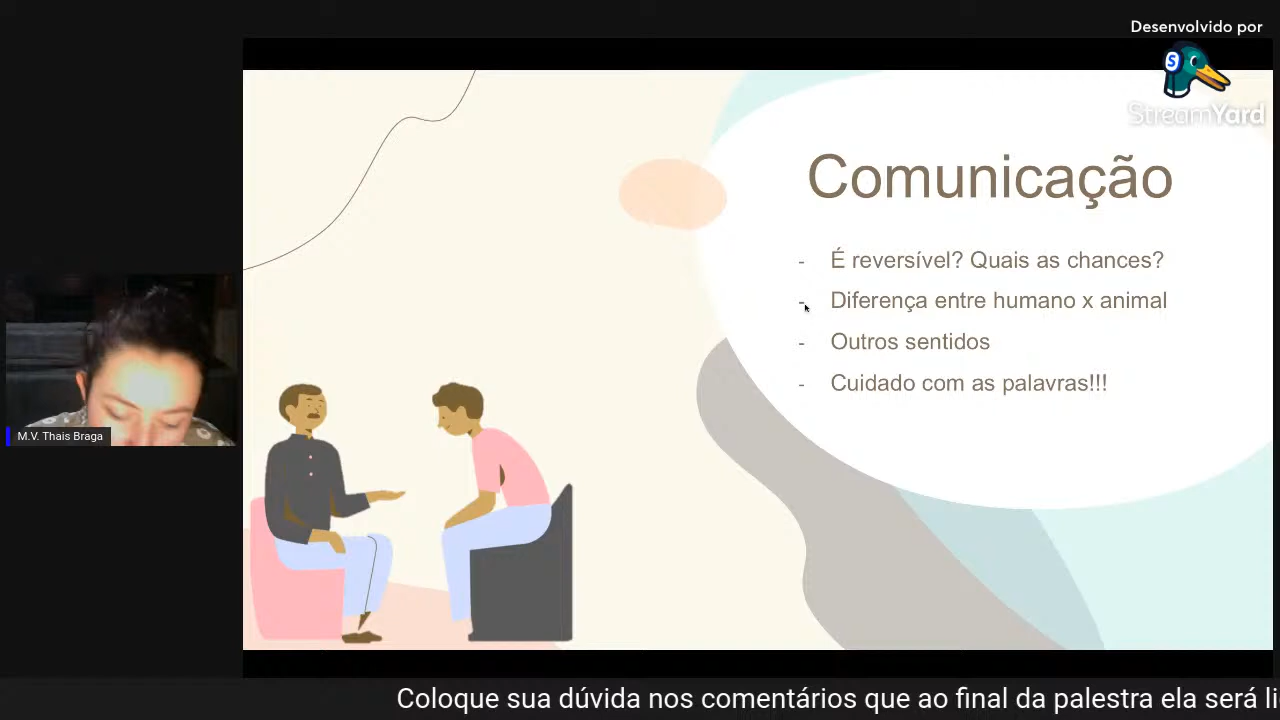 Desenvolvido por
S
StreamYard
Comunicação
- É reversível? Quais as chances?
- Diferença entre humano x animal
- Outros sentidos
- Cuidado com as palavras!!!
M.V. Thais Braga
Coloque sua dúvida nos comentários que ao final da palestra ela será li